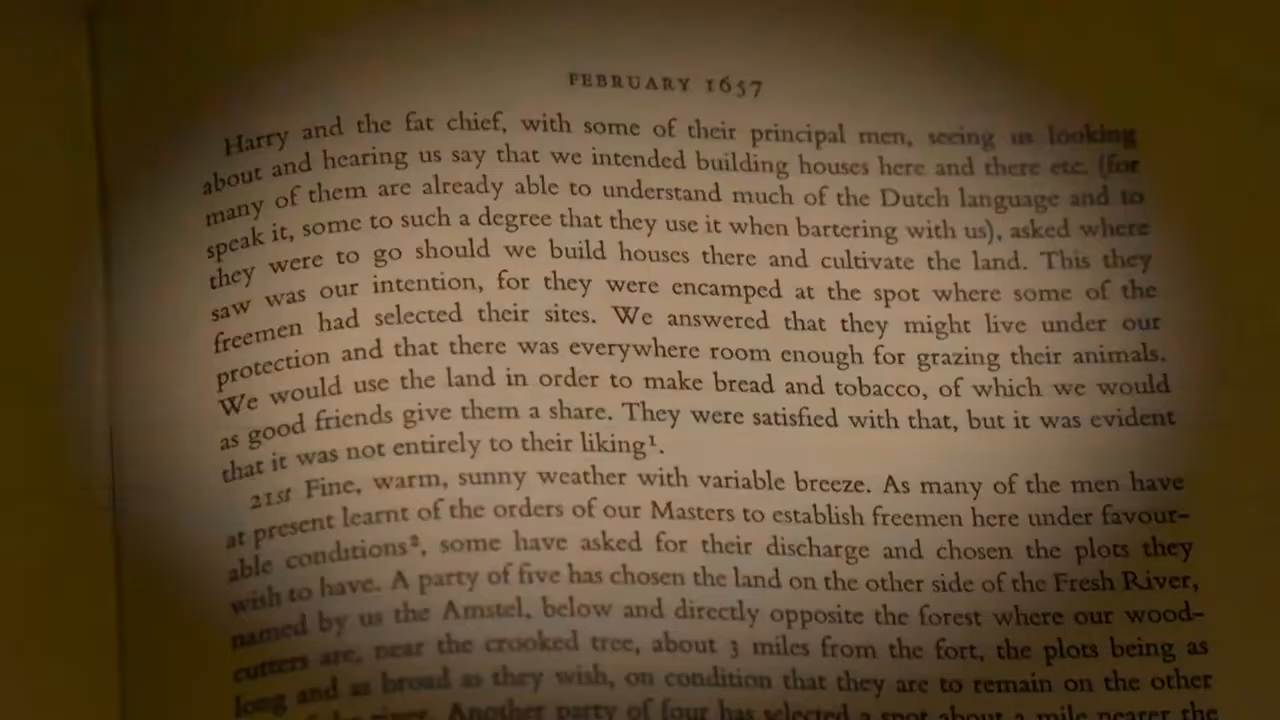 FEBRUARY 1657
Harry and the fat chief, with some of their principal men, seeing us looking
about and hearing us say that we intended building houses here and there etc. (for
many of them are already able to understand much of the Dutch language and to
speak it, some to such a degree that they use it when bartering with us), asked where
they were to go should we build houses there and cultivate the land. This they
saw was our intention, for they were encamped at the spot where some of the
freemen had selected their sites. We answered that they might live under our
protection and that there was everywhere room enough for grazing their animals.
We would use the land in order to make bread and tobacco, of which we would
as good friends give them a share. They were satisfied with that, but it was evident
that it was not entirely to their liking¹.
21st Fine, warm, sunny weather with variable breeze. As many of the men have
at present learnt of the orders of our Masters to establish freemen here under favour-
able conditions², some have asked for their discharge and chosen the plots they
wish to have. A party of five has chosen the land on the other side of the Fresh River,
named by us the Amstel, below and directly opposite the forest where our wood-
cutters are, near the crooked tree, about 3 miles from the fort, the plots being as
long and as broad as they wish, on condition that they are to remain on the other
river. Another party of four has selected a spot about a mile nearer the